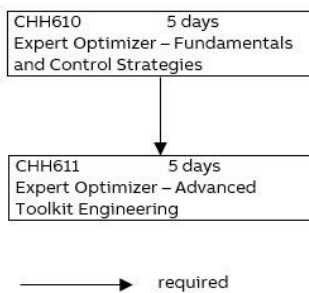 CHH610 5 days
Expert Optimizer – Fundamentals
and Control Strategies
CHH611 5 days
Expert Optimizer – Advanced
Toolkit Engineering
required